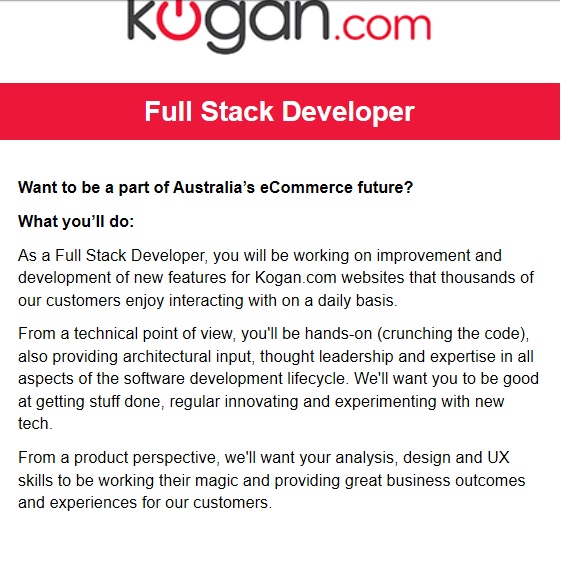 kogan.com
Full Stack Developer
Want to be a part of Australia’s eCommerce future?
What you’ll do:
As a Full Stack Developer, you will be working on improvement and
development of new features for Kogan.com websites that thousands of
our customers enjoy interacting with on a daily basis.
From a technical point of view, you'll be hands-on (crunching the code),
also providing architectural input, thought leadership and expertise in all
aspects of the software development lifecycle. We'll want you to be good
at getting stuff done, regular innovating and experimenting with new
tech.
From a product perspective, we'll want your analysis, design and UX
skills to be working their magic and providing great business outcomes
and experiences for our customers.